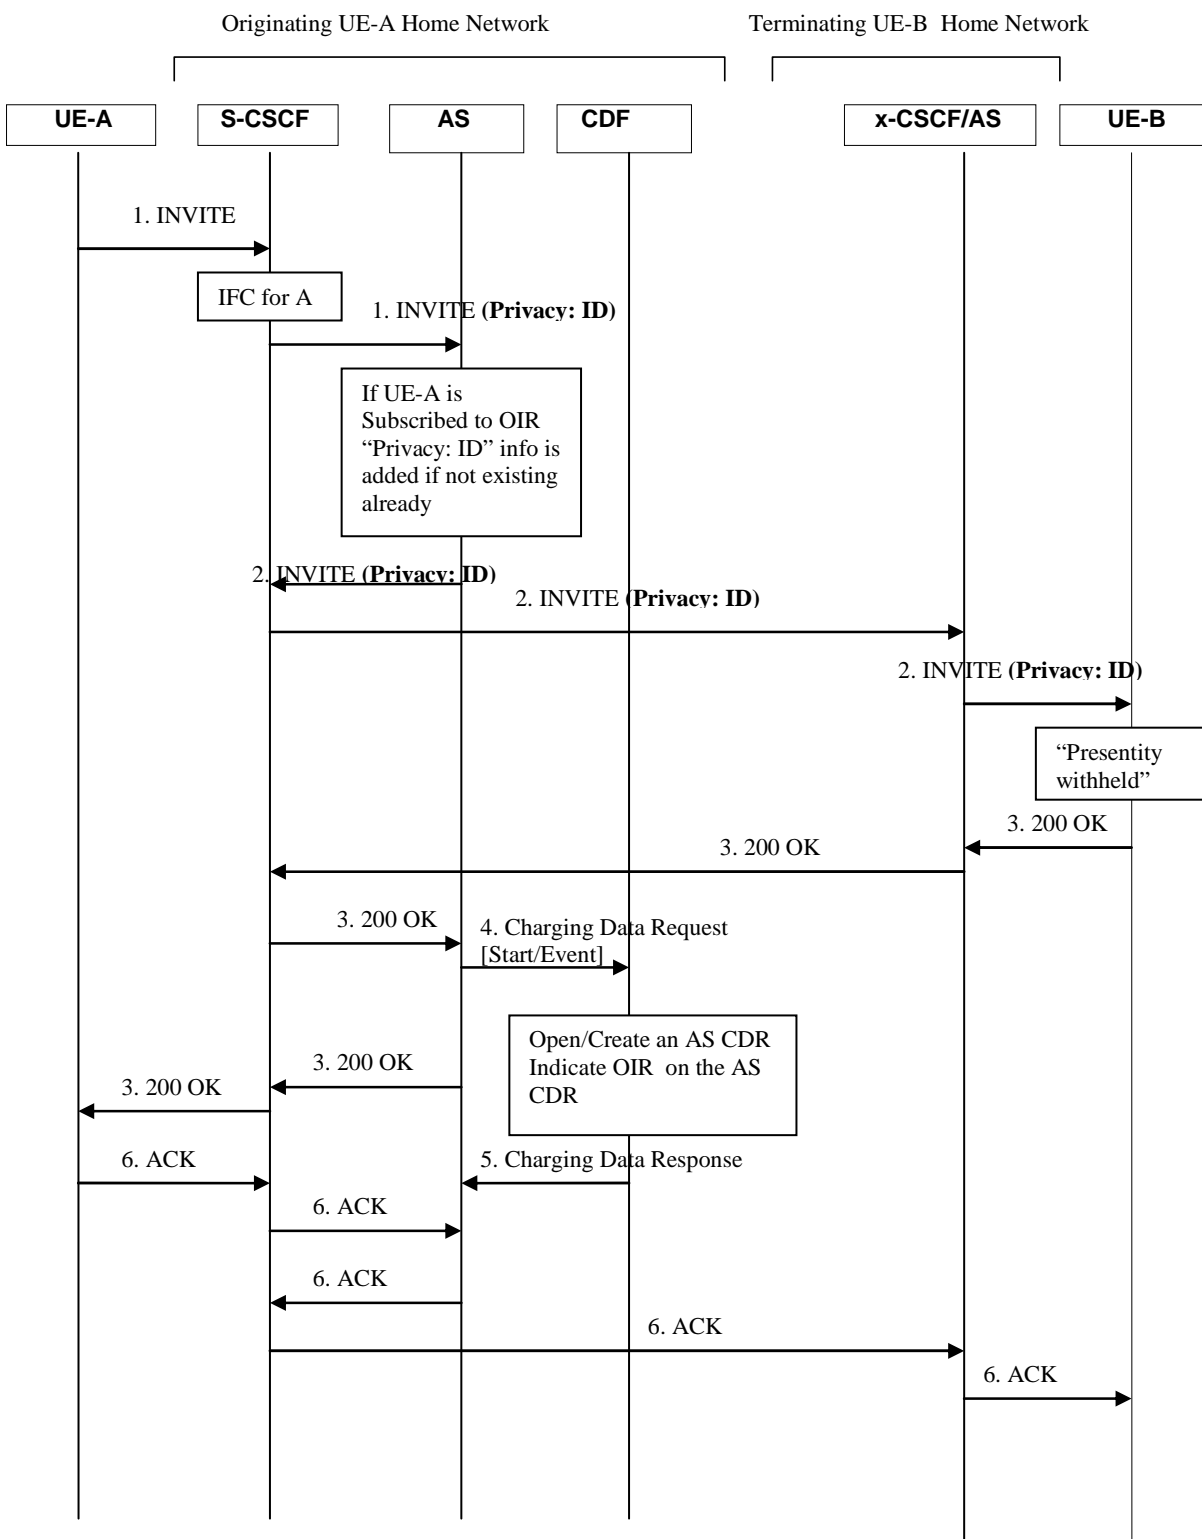 Originating UE-A Home Network
Terminating UE-B  Home Network
UE-A
S-CSCF
AS
CDF
x-CSCF/AS
UE-B
1. INVITE
IFC for A
1. INVITE (Privacy: ID)
If UE-A is
Subscribed to OIR
“Privacy: ID” info is
added if not existing
already
2. INVITE (Privacy: ID)
2. INVITE (Privacy: ID)
2. INVITE (Privacy: ID)
“Presentity
withheld”
3. 200 OK
3. 200 OK
3. 200 OK
4. Charging Data Request
[Start/Event]
Open/Create an AS CDR
Indicate OIR  on the AS
CDR
3. 200 OK
3. 200 OK
6. ACK
5. Charging Data Response
6. ACK
6. ACK
6. ACK
6. ACK